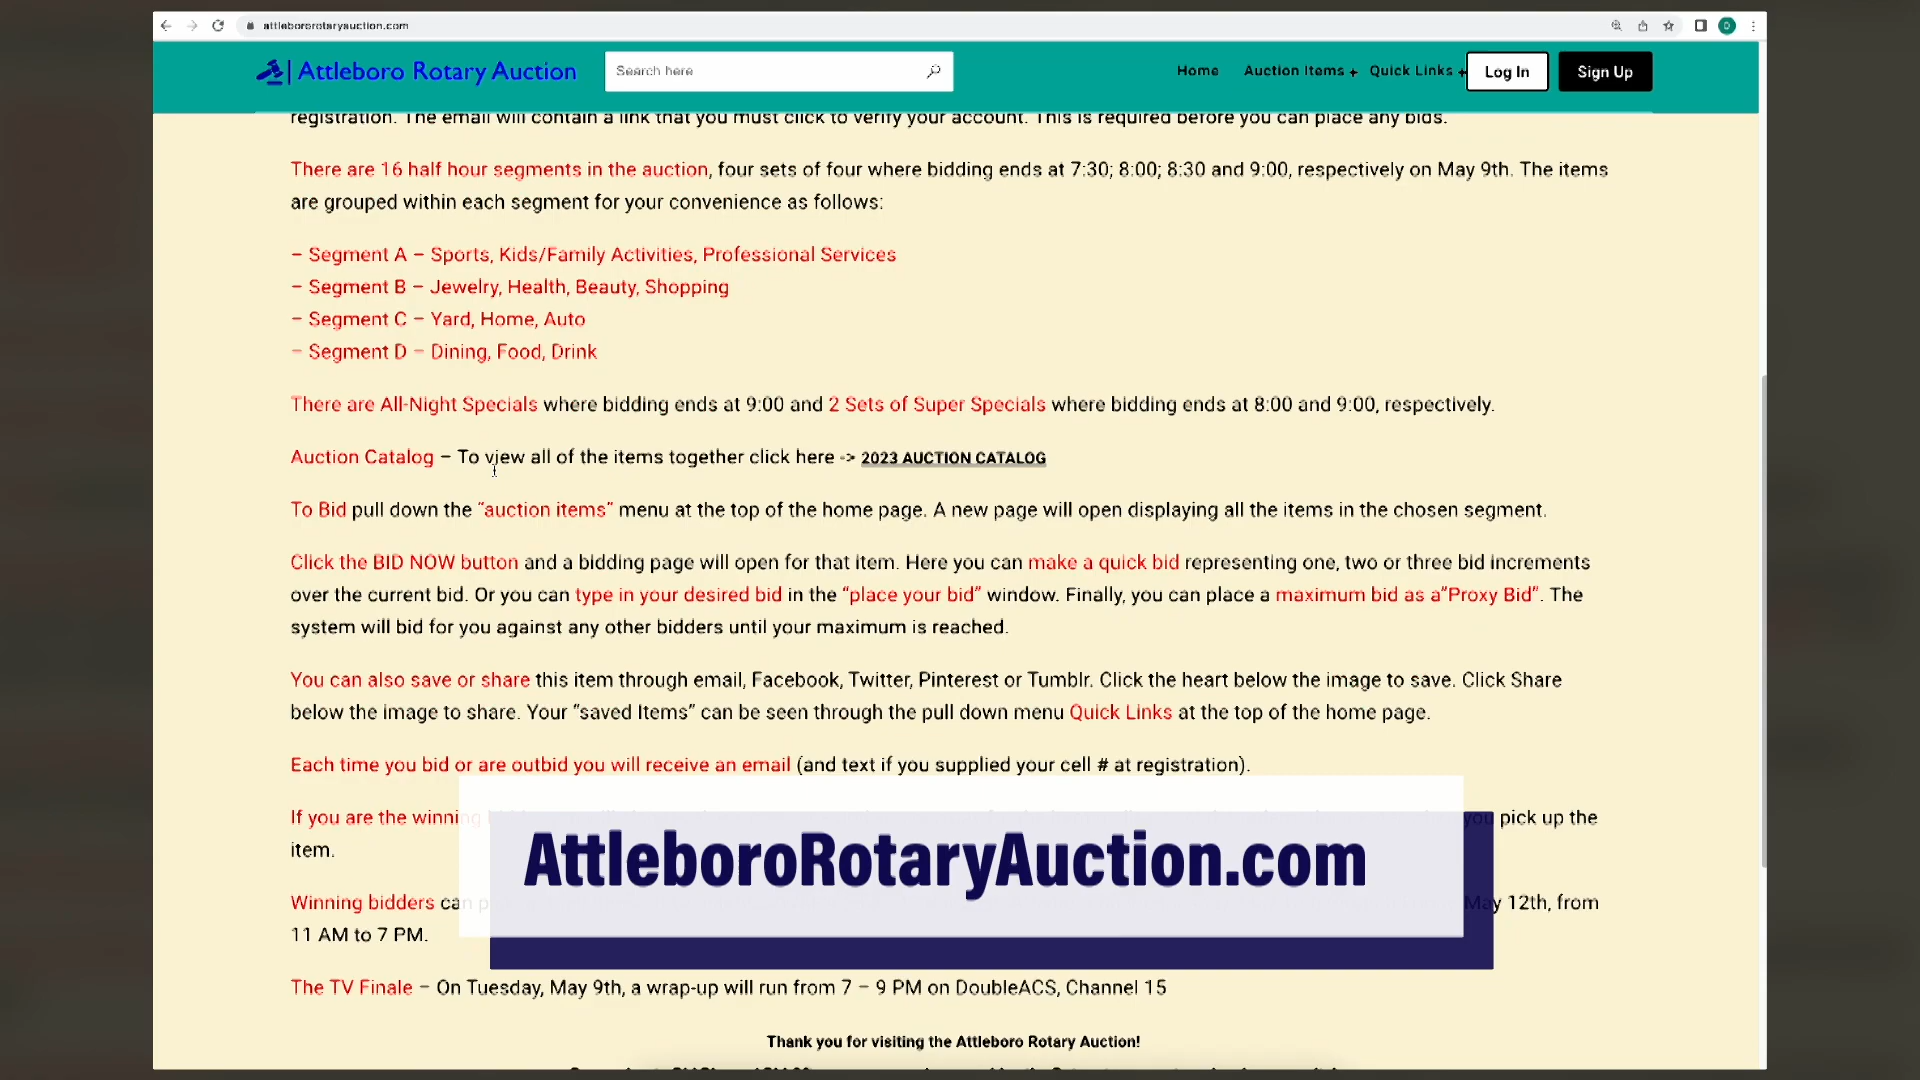 attlebororotaryauction.com
D
| Attleboro Rotary Auction
Search here
Home
Auction Items +
Quick Links +
Log In
Sign Up
registration. The email will contain a link that you must click to verify your account. This is required before you can place any bids.
There are 16 half hour segments in the auction, four sets of four where bidding ends at 7:30; 8:00; 8:30 and 9:00, respectively on May 9th. The items
are grouped within each segment for your convenience as follows:
– Segment A – Sports, Kids/Family Activities, Professional Services
– Segment B – Jewelry, Health, Beauty, Shopping
– Segment C – Yard, Home, Auto
– Segment D – Dining, Food, Drink
There are All-Night Specials where bidding ends at 9:00 and 2 Sets of Super Specials where bidding ends at 8:00 and 9:00, respectively.
Auction Catalog – To view all of the items together click here -> 2023 AUCTION CATALOG
To Bid pull down the “auction items” menu at the top of the home page. A new page will open displaying all the items in the chosen segment.
Click the BID NOW button and a bidding page will open for that item. Here you can make a quick bid representing one, two or three bid increments
over the current bid. Or you can type in your desired bid in the “place your bid” window. Finally, you can place a maximum bid as a”Proxy Bid”. The
system will bid for you against any other bidders until your maximum is reached.
You can also save or share this item through email, Facebook, Twitter, Pinterest or Tumblr. Click the heart below the image to save. Click Share
below the image to share. Your “saved Items” can be seen through the pull down menu Quick Links at the top of the home page.
Each time you bid or are outbid you will receive an email (and text if you supplied your cell # at registration).
If you are the winning you pick up the
item.
AttleboroRotaryAuction.com
Winning bidders can May 12th, from
11 AM to 7 PM.
The TV Finale – On Tuesday, May 9th, a wrap-up will run from 7 – 9 PM on DoubleACS, Channel 15
Thank you for visiting the Attleboro Rotary Auction!